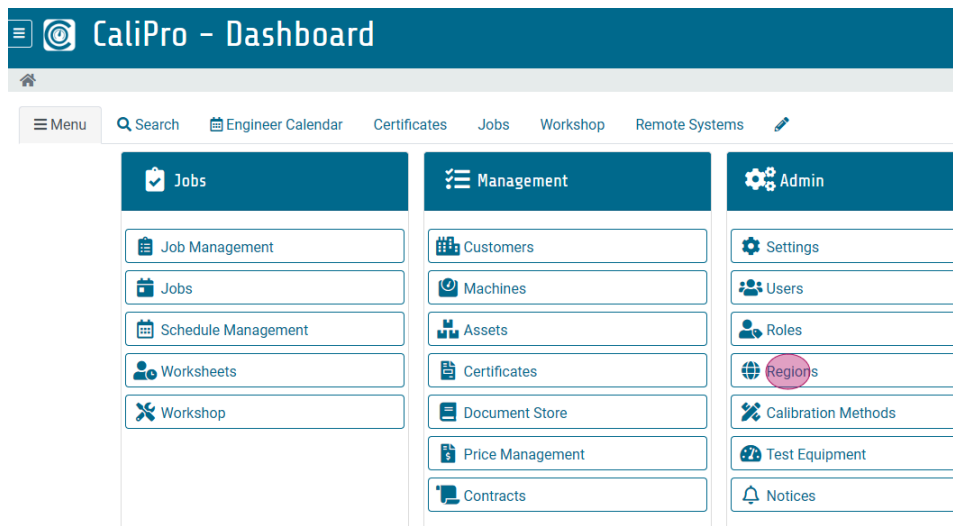 CaliPro - Dashboard
Menu Search Engineer Calendar Certificates Jobs Workshop Remote Systems
Jobs
Job Management
Jobs
Schedule Management
Worksheets
Workshop
Management
Customers
Machines
Assets
Certificates
Document Store
Price Management
Contracts
Admin
Settings
Users
Roles
Regions
Calibration Methods
Test Equipment
Notices